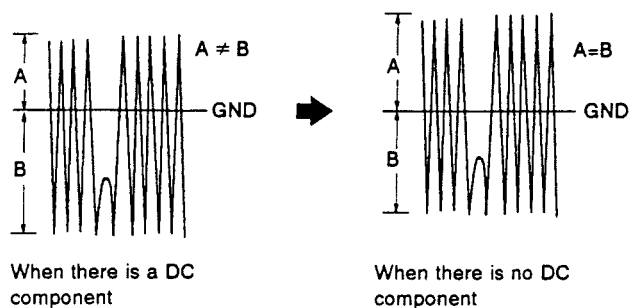 A
A ≠ B
GND
B
When there is a DC
component
A
A=B
GND
B
When there is no DC
component